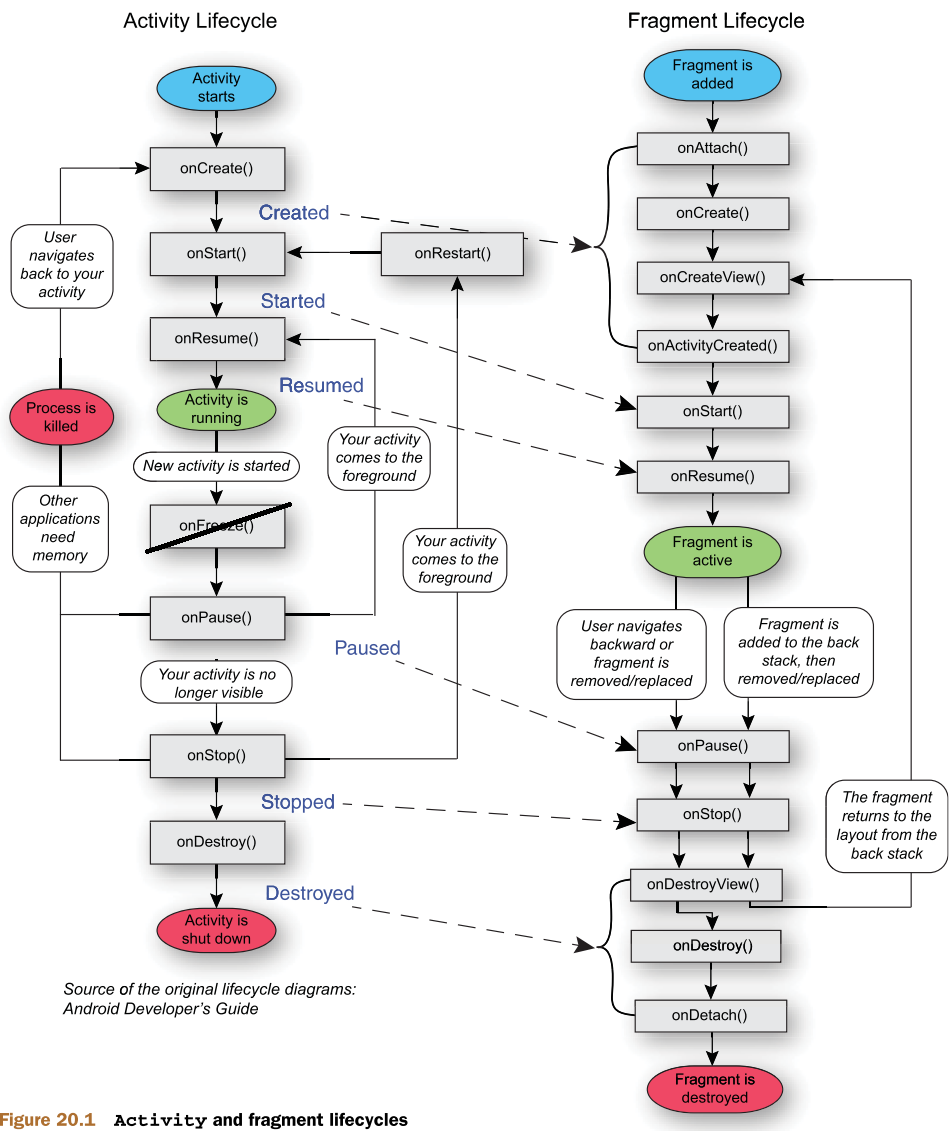 Activity Lifecycle
Activity
starts
onCreate()
Created
User
navigates
back to your
activity
onStart()
onRestart()
Started
onResume()
Resumed
Process is
killed
Activity is
running
New activity is started
Your activity
comes to the
foreground
Other
applications
need
memory
onFreeze()
Your activity
comes to the
foreground
onPause()
Paused
Your activity is no
longer visible
onStop()
Stopped
onDestroy()
Destroyed
Activity is
shut down
Source of the original lifecycle diagrams:
Android Developer's Guide
Fragment Lifecycle
Fragment is
added
onAttach()
onCreate()
onCreateView()
onActivityCreated()
onStart()
onResume()
Fragment is
active
User navigates
backward or
fragment is
removed/replaced
Fragment is
added to the back
stack, then
removed/replaced
onPause()
onStop()
The fragment
returns to the
layout from the
back stack
onDestroyView()
onDestroy()
onDetach()
Fragment is
destroyed
Figure 20.1 Activity and fragment lifecycles